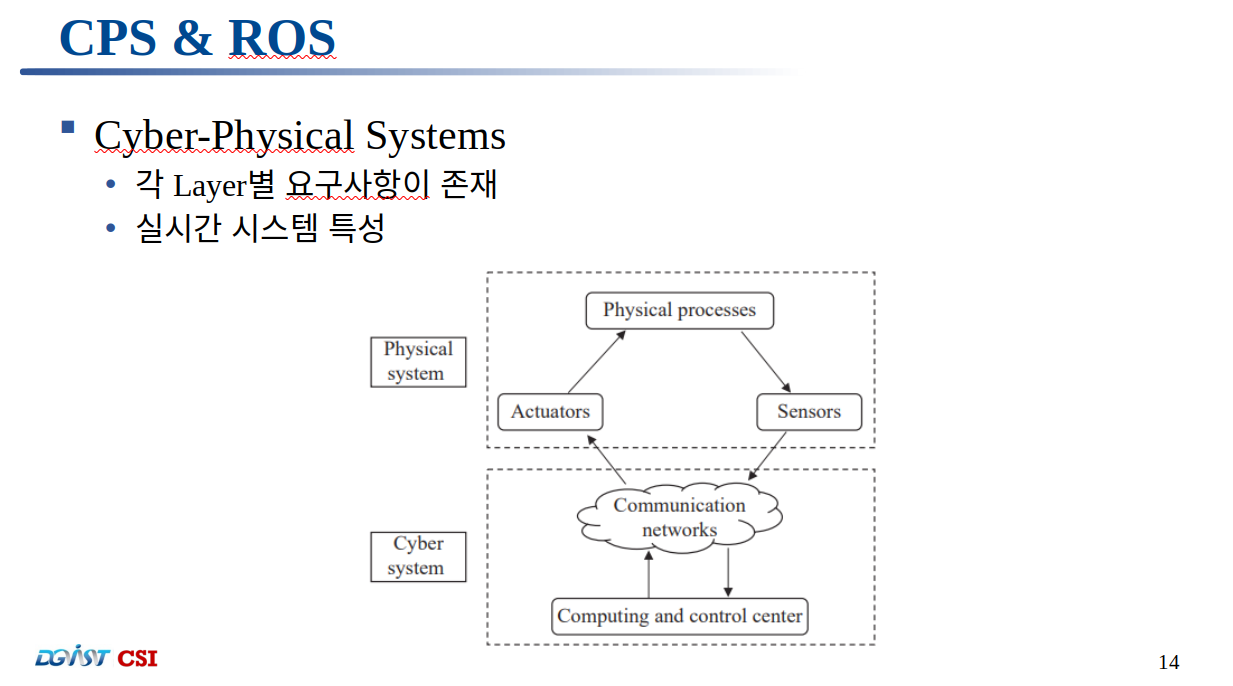 CPS & ROS
Cyber-Physical Systems
각 Layer별 요구사항이 존재
실시간 시스템 특성
Physical processes
Physical
system
Actuators
Sensors
Communication
networks
Cyber
system
Computing and control center
DGIST CSI
14